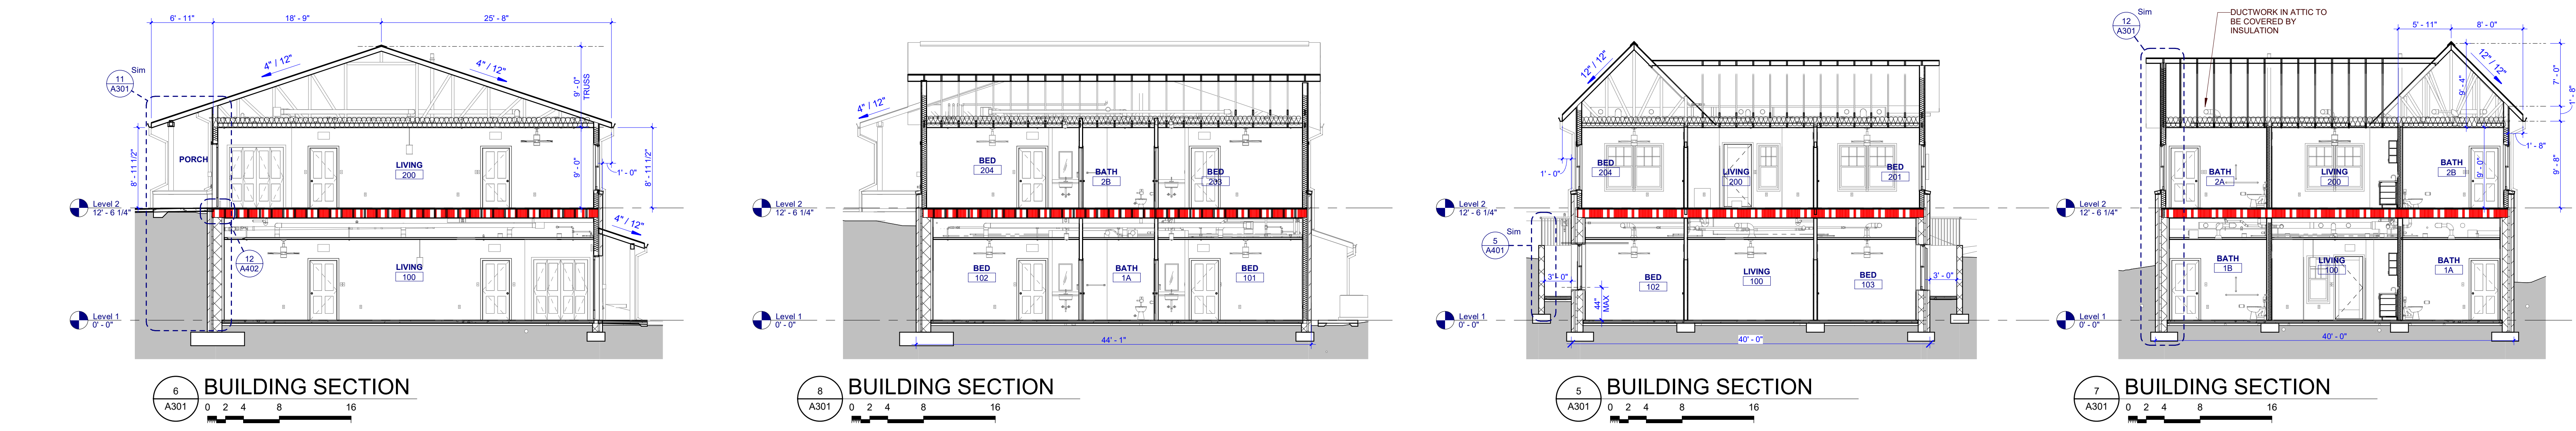 6' - 11"
18' - 9"
25' - 8"
Sim
11
A301
4" / 12"
4" / 12"
9' - 0"
TRUSS
PORCH
8' - 11 1/2"
LIVING
200
9' - 0"
8' - 11 1/2"
1' - 0"
Level 2
12' - 6 1/4"
4" / 12"
12
A402
LIVING
100
Level 1
0' - 0"
6
A301
BUILDING SECTION
0 2 4 8 16
4" / 12"
BED
204
BATH
2B
BED
203
Level 2
12' - 6 1/4"
BED
102
BATH
1A
BED
101
Level 1
0' - 0"
44' - 1"
8
A301
BUILDING SECTION
0 2 4 8 16
12" / 12"
1' - 0"
BED
204
LIVING
200
BED
201
Level 2
12' - 6 1/4"
Sim
5
A401
3' - 0"
44"
MAX
BED
102
LIVING
100
BED
103
3' - 0"
Level 1
0' - 0"
40' - 0"
5
A301
BUILDING SECTION
0 2 4 8 16
Sim
12
A301
DUCTWORK IN ATTIC TO
BE COVERED BY
INSULATION
5' - 11"
8' - 0"
12" / 12"
9' - 4"
7' - 0"
1' - 8"
1' - 8"
BATH
2A
LIVING
200
9' - 0"
BATH
2B
9' - 8"
Level 2
12' - 6 1/4"
BATH
1B
LIVING
100
BATH
1A
Level 1
0' - 0"
40' - 0"
7
A301
BUILDING SECTION
0 2 4 8 16